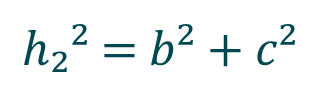 h₂² = b² + c²